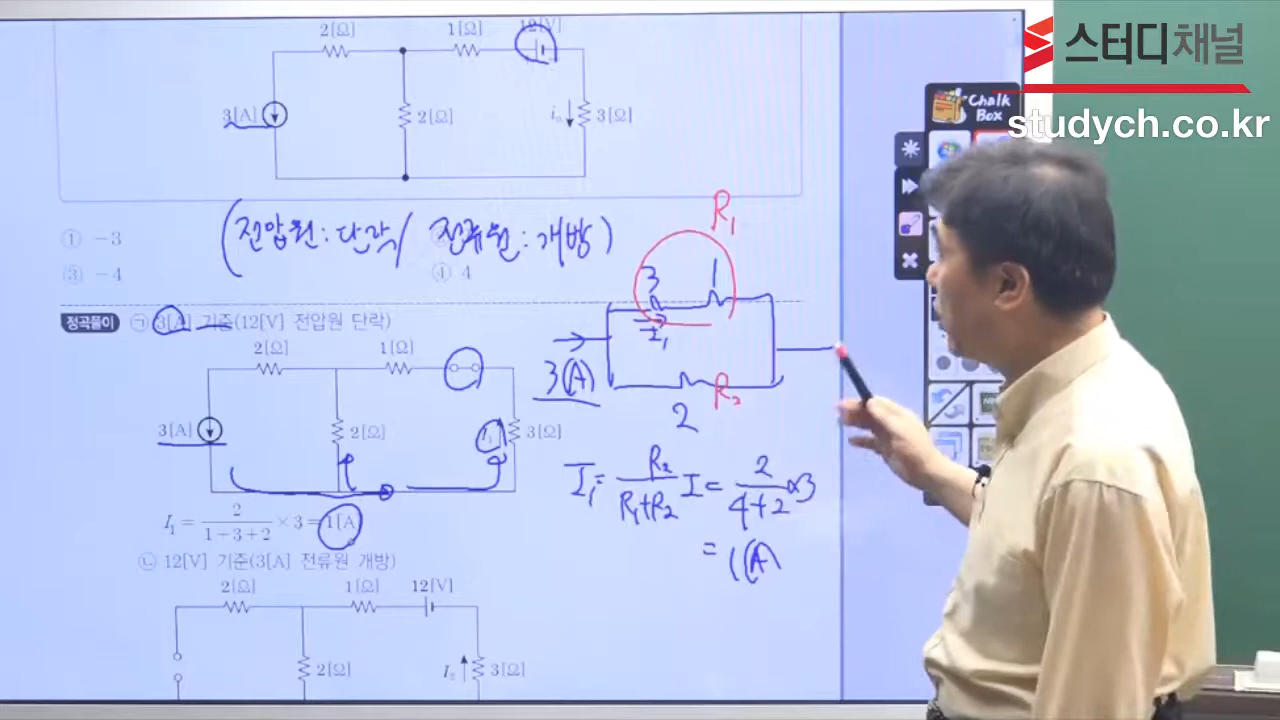 2[Ω] 1[Ω] 12[V]
스터디채널
studych.co.kr
Chalk
Box
3[A] 2[Ω] 3[Ω]
① -3
(전압원:단락/ 전류원:개방)
③ -4 ④ 4
R₁
3 1
정곡풀이 ㉠ 3[A] 기준(12[V] 전압원 단락)
2[Ω] 1[Ω]
I₁
3(A)
R₂
2
3[A] 2[Ω] I₁ 3[Ω]
I₁= R₂/(R₁+R₂) I = 2/(4+2) ×3
I₁ = 2/(1+3+2) × 3 = 1[A]
= 1(A)
㉡ 12[V] 기준(3[A] 전류원 개방)
2[Ω] 1[Ω] 12[V]
2[Ω] I₂ 3[Ω]